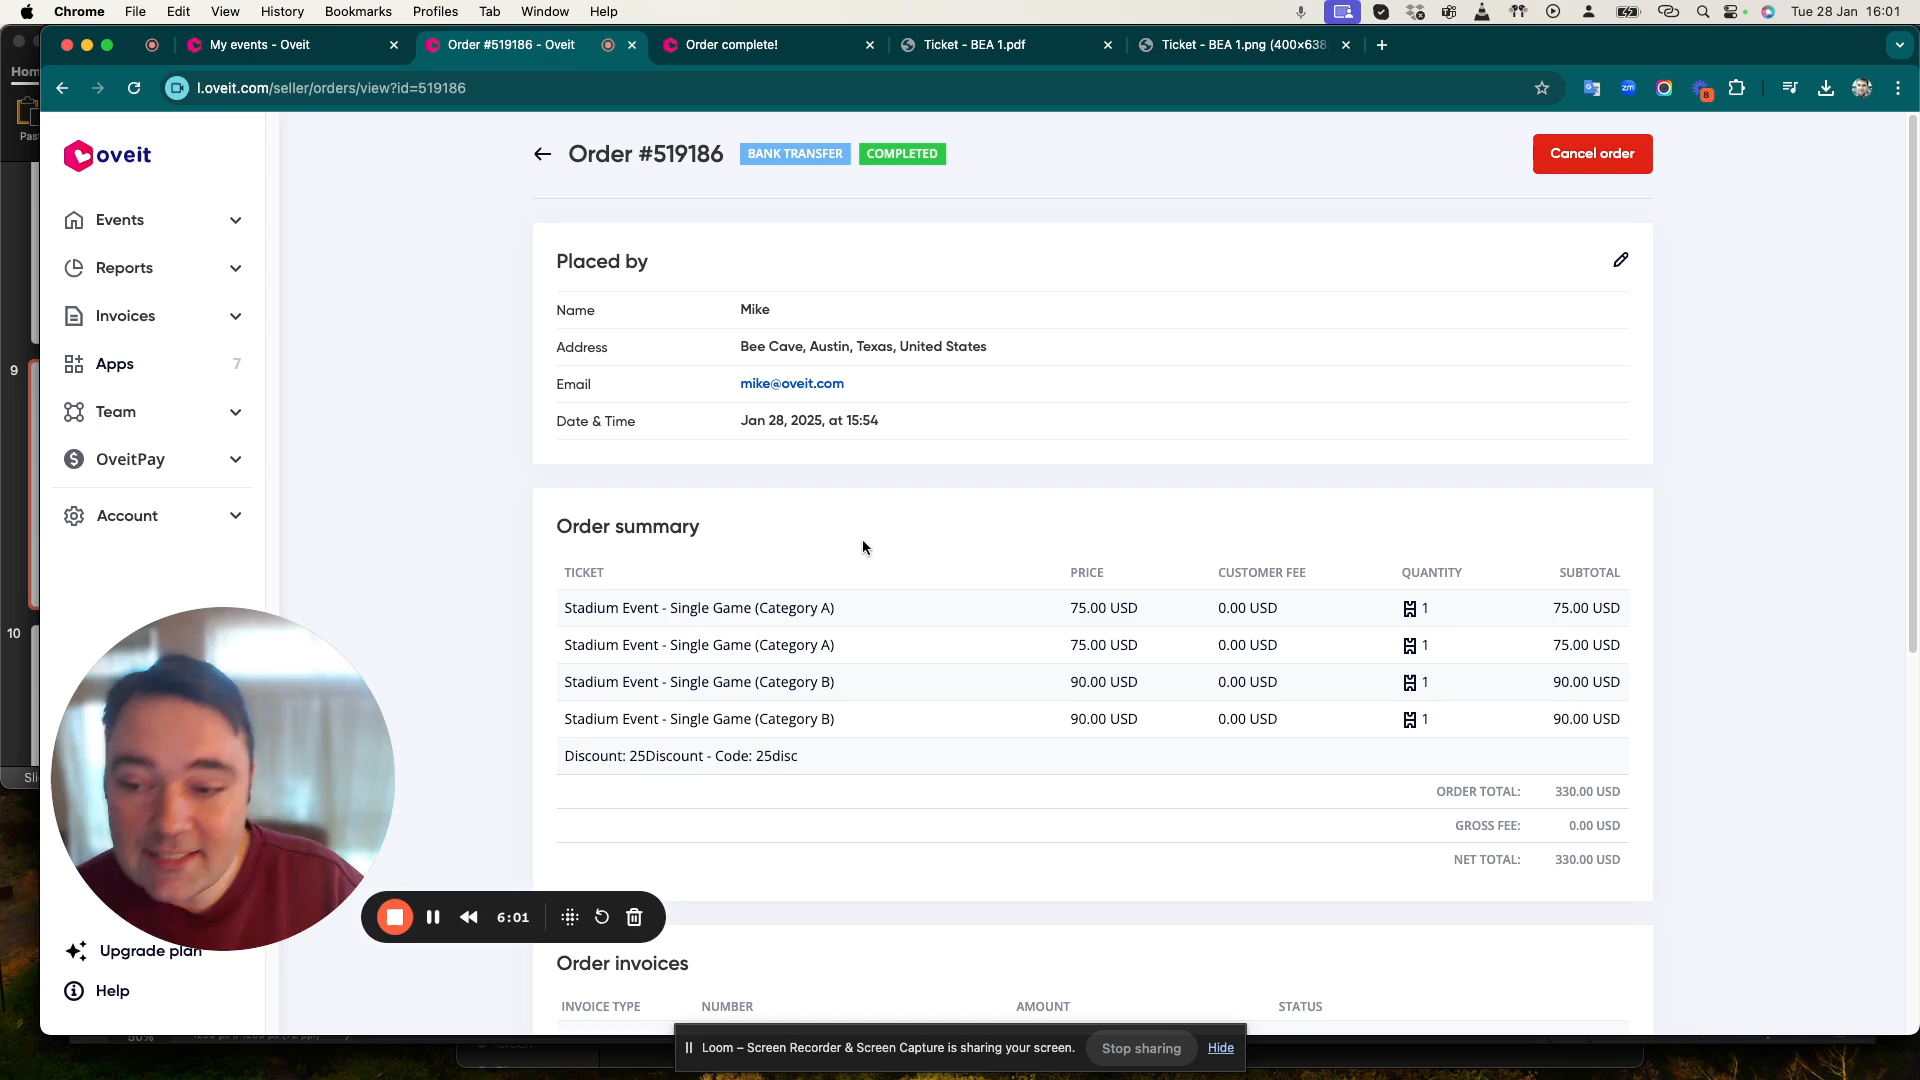 Chrome File Edit View History Bookmarks Profiles Tab Window Help Tue 28 Jan 16:01
My events - Oveit
Order #519186 - Oveit
Order complete!
Ticket - BEA 1.pdf
Ticket - BEA 1.png (400×638
l.oveit.com/seller/orders/view?id=519186
zm
8
Hom
Past
9
10
Sli
oveit
Events
Reports
Invoices
Apps 7
Team
OveitPay
Account
Upgrade plan
Help
Order #519186 BANK TRANSFER COMPLETED
Cancel order
Placed by
Name Mike
Address Bee Cave, Austin, Texas, United States
Email mike@oveit.com
Date & Time Jan 28, 2025, at 15:54
Order summary
TICKET PRICE CUSTOMER FEE QUANTITY SUBTOTAL
Stadium Event - Single Game (Category A) 75.00 USD 0.00 USD 1 75.00 USD
Stadium Event - Single Game (Category A) 75.00 USD 0.00 USD 1 75.00 USD
Stadium Event - Single Game (Category B) 90.00 USD 0.00 USD 1 90.00 USD
Stadium Event - Single Game (Category B) 90.00 USD 0.00 USD 1 90.00 USD
Discount: 25Discount - Code: 25disc
ORDER TOTAL: 330.00 USD
GROSS FEE: 0.00 USD
NET TOTAL: 330.00 USD
6:01
Order invoices
INVOICE TYPE NUMBER AMOUNT STATUS
50%
Loom – Screen Recorder & Screen Capture is sharing your screen. Stop sharing Hide